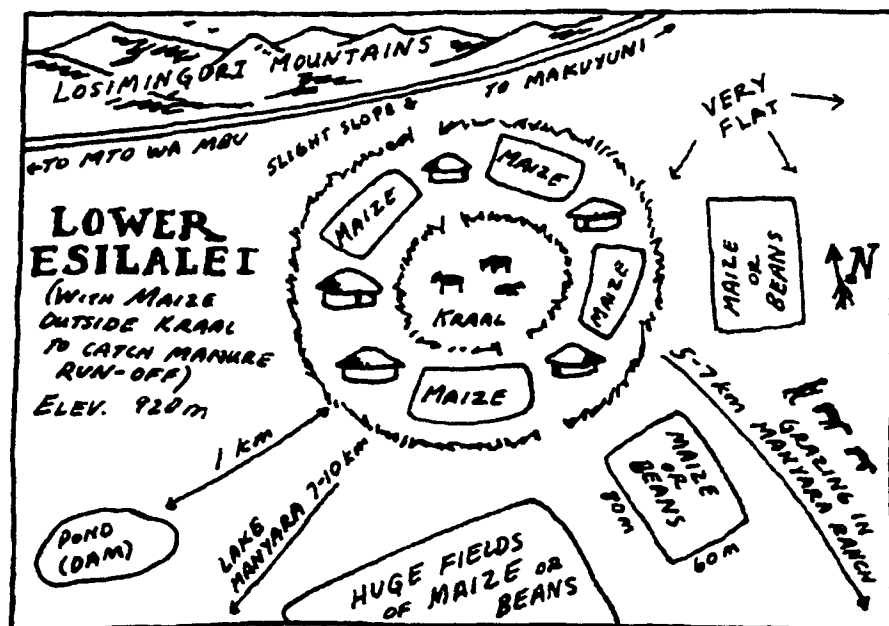 LOSIMINGORI MOUNTAINS
TO MAKUYUNI
←TO MTO WA MBU
SLIGHT SLOPE
VERY
FLAT
LOWER
ESILALEI
(WITH MAIZE
OUTSIDE KRAAL
TO CATCH MANURE
RUN-OFF)
ELEV. 920m
MAIZE
MAIZE
MAIZE
MAIZE
KRAAL
MAIZE
OR
BEANS
N
5-7 km
GRAZING IN
MANYARA RANCH
MAIZE
OR
BEANS
80m
60m
1 km
POND
(DAM)
LAKE
MANYARA 7-10 km
HUGE FIELDS
OF MAIZE OR
BEANS